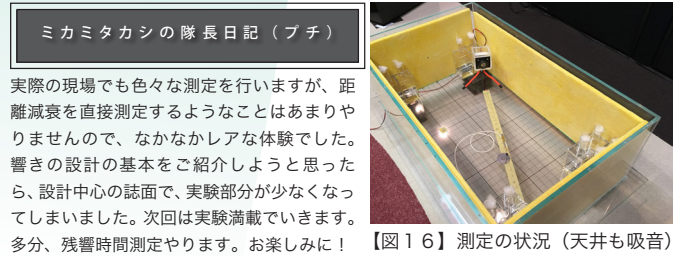 ミカミタカシの隊長日記（プチ）
実際の現場でも色々な測定を行いますが、距
離減衰を直接測定するようなことはあまりや
りませんので、なかなかレアな体験でした。
響きの設計の基本をご紹介しようと思った
ら、設計中心の誌面で、実験部分が少なくなっ
てしまいました。次回は実験満載でいきます。
多分、残響時間測定やります。お楽しみに！
【図１６】測定の状況（天井も吸音）